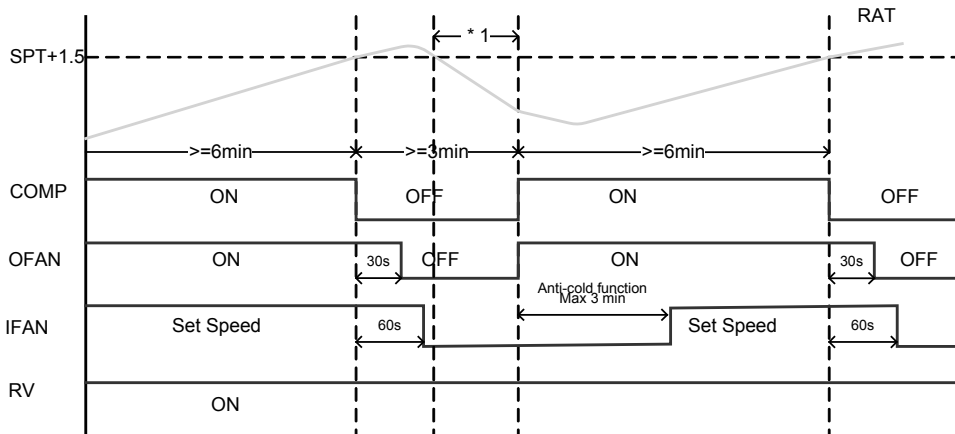 RAT
* 1
SPT+1.5
>=6min
>=3min
>=6min
COMP
ON
OFF
ON
OFF
OFAN
ON
30s
OFF
ON
30s
OFF
Anti-cold function
Max 3 min
IFAN
Set Speed
60s
Set Speed
60s
RV
ON